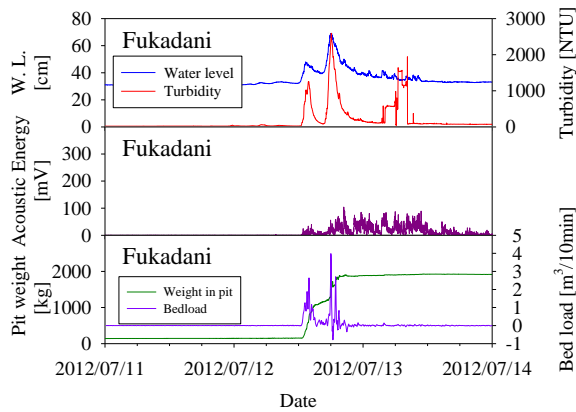 W. L.
[cm]
80
60
40
20
0
Fukadani
Water level
Turbidity
3000
2000
1000
0
Turbidity
[NTU]
Acoustic Energy
[mV]
300
200
100
0
Fukadani
Pit weight
[kg]
2000
1000
0
Fukadani
Weight in pit
Bedload
5
4
3
2
1
0
-1
Bed load [m³/10min]
2012/07/11
2012/07/12
2012/07/13
2012/07/14
Date